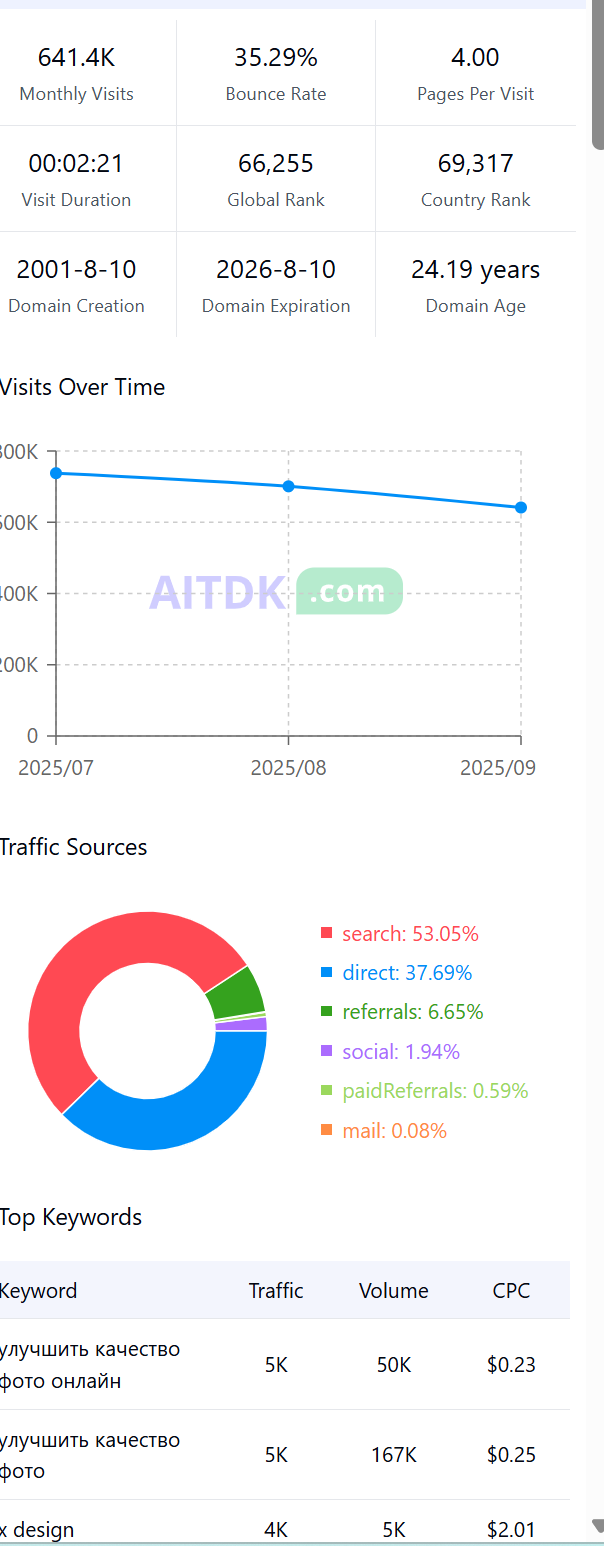 641.4K 35.29% 4.00
Monthly Visits Bounce Rate Pages Per Visit
00:02:21 66,255 69,317
Visit Duration Global Rank Country Rank
2001-8-10 2026-8-10 24.19 years
Domain Creation Domain Expiration Domain Age
Visits Over Time
800K
600K
400K
200K
0
AITDK .com
2025/07 2025/08 2025/09
Traffic Sources
search: 53.05%
direct: 37.69%
referrals: 6.65%
social: 1.94%
paidReferrals: 0.59%
mail: 0.08%
Top Keywords
Keyword Traffic Volume CPC
улучшить качество
фото онлайн 5K 50K $0.23
улучшить качество
фото 5K 167K $0.25
x design 4K 5K $2.01